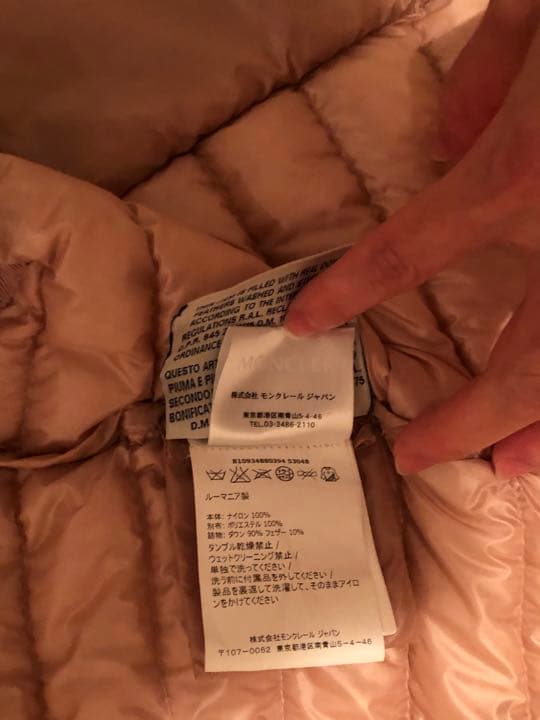 THIS ITEM IS FILLED WITH REAL DOWN
FEATHERS WASHED AND
ACCORDING TO THE
REGULATIONS R.A.L.
D.P.R. 845
ORDINANCE
D.M.
QUESTO ART
PIUMA E
SECONDO
BONIFICA
D.M.
75
MONCLER
株式会社 モンクレール ジャパン
東京都港区南青山5-4-46
TEL.03-3486-2110
ルーマニア製
本体: ナイロン 100%
別布: ポリエステル 100%
詰物: ダウン 90% フェザー 10%
タンブル乾燥禁止 /
ウェットクリーニング禁止 /
単独で洗ってください /
洗う前に付属品を外してください /
製品を裏返して洗濯して、そのままアイロ
ンをかけてください
株式会社モンクレール ジャパン
〒107-0062 東京都港区南青山5-4-46